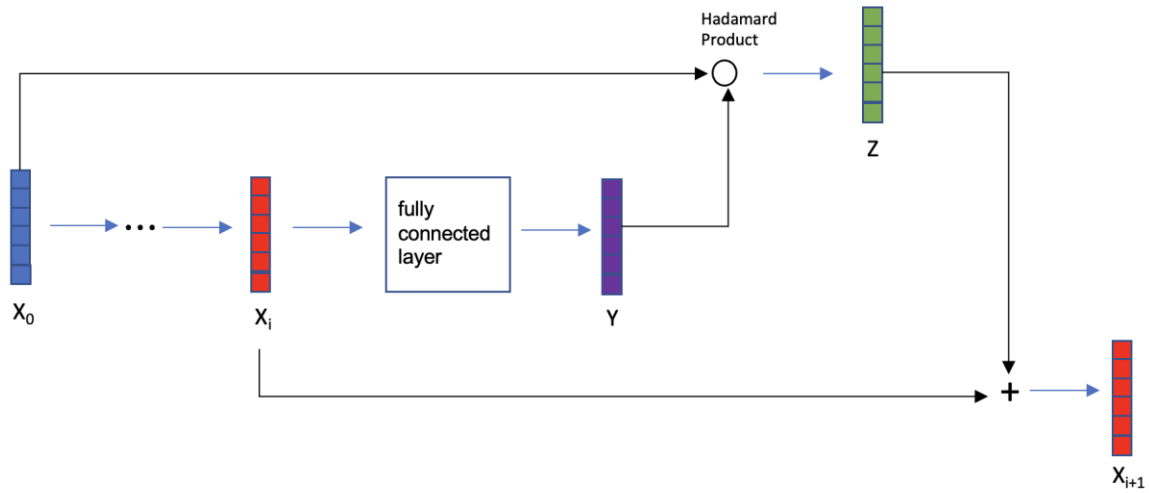 Hadamard
Product
Z
...
fully
connected
layer
X₀
Xᵢ
Y
+
Xᵢ₊₁